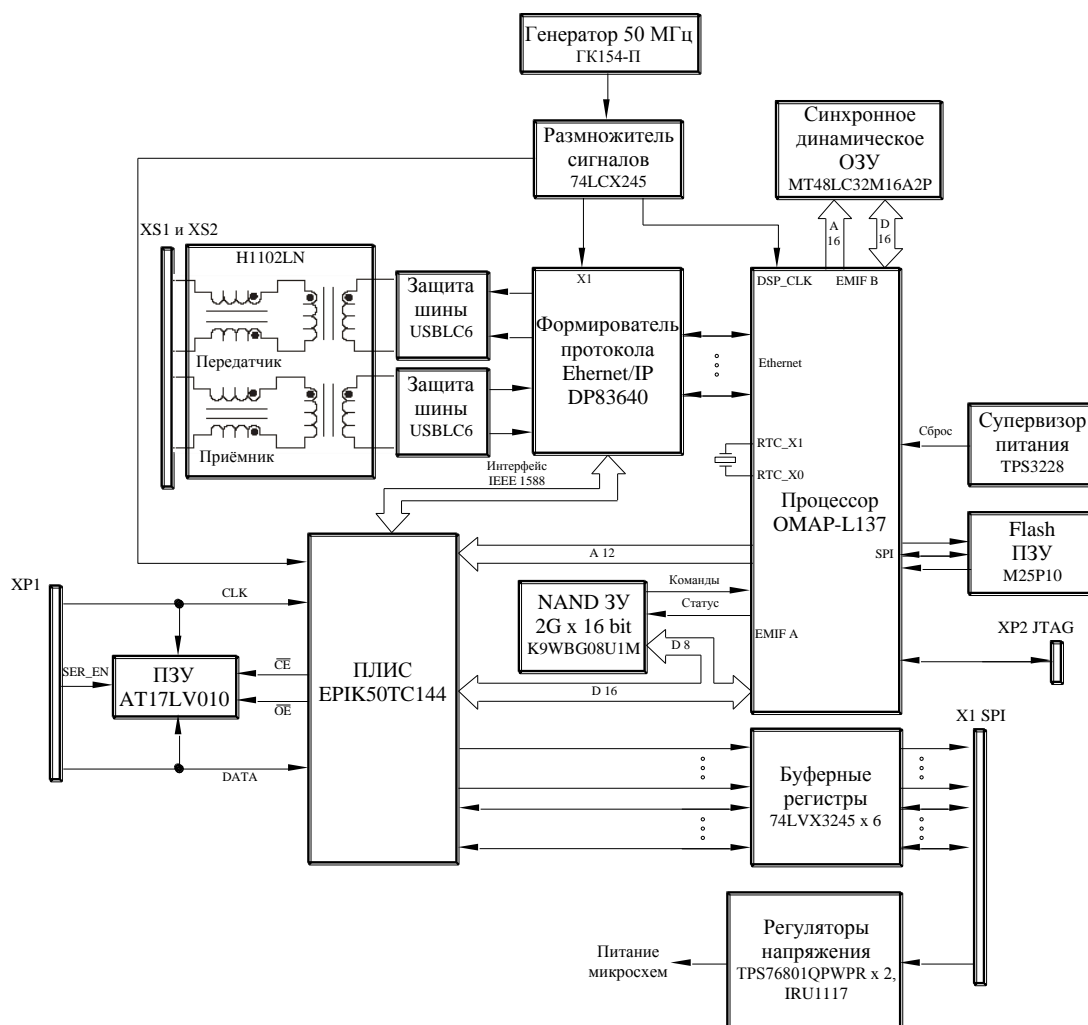 Генератор 50 МГц
ГК154-П
Размножитель
сигналов
74LCX245
Синхронное
динамическое
ОЗУ
MT48LC32M16A2P
A
16
D
16
XS1 и XS2
H1102LN
Передатчик
Приёмник
Защита
шины
USBLC6
Защита
шины
USBLC6
X1
Формирователь
протокола
Ehernet/IP
DP83640
DSP_CLK
EMIF B
Ethernet
RTC_X1
RTC_X0
Процессор
OMAP-L137
SPI
EMIF A
Сброс
Супервизор
питания
TPS3228
Flash
ПЗУ
M25P10
XP2 JTAG
Интерфейс
IEEE 1588
A 12
Команды
Статус
NAND ЗУ
2G x 16 bit
K9WBG08U1M
D 8
D 16
XP1
CLK
SER_EN
ПЗУ
AT17LV010
CE
OE
DATA
ПЛИС
EPIK50TC144
X1 SPI
Буферные
регистры
74LVX3245 x 6
Регуляторы
напряжения
TPS76801QPWPR x 2,
IRU1117
Питание
микросхем